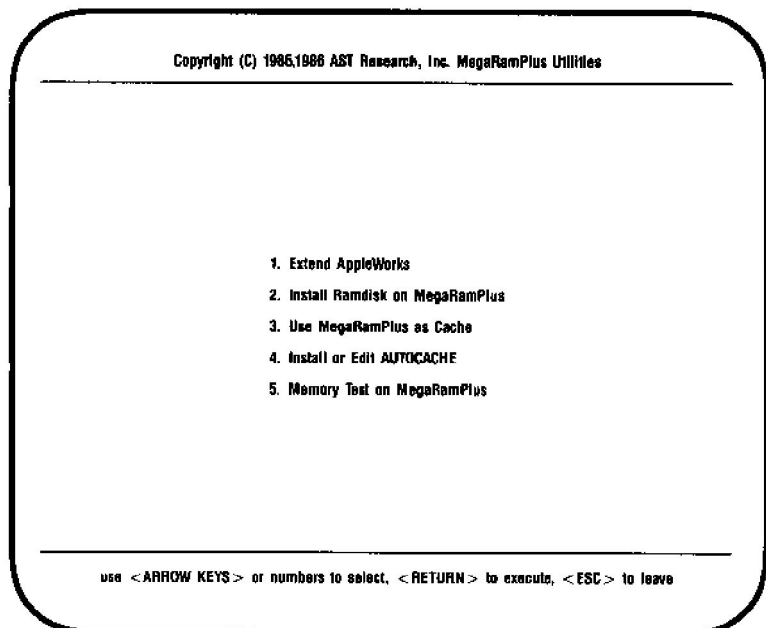 Copyright (C) 1985,1986 AST Research, Inc. MegaRamPlus Utilities
1. Extend AppleWorks
2. Install Ramdisk on MegaRamPlus
3. Use MegaRamPlus as Cache
4. Install or Edit AUTOCACHE
5. Memory Test on MegaRamPlus
use <ARROW KEYS> or numbers to select, <RETURN> to execute, <ESC> to leave